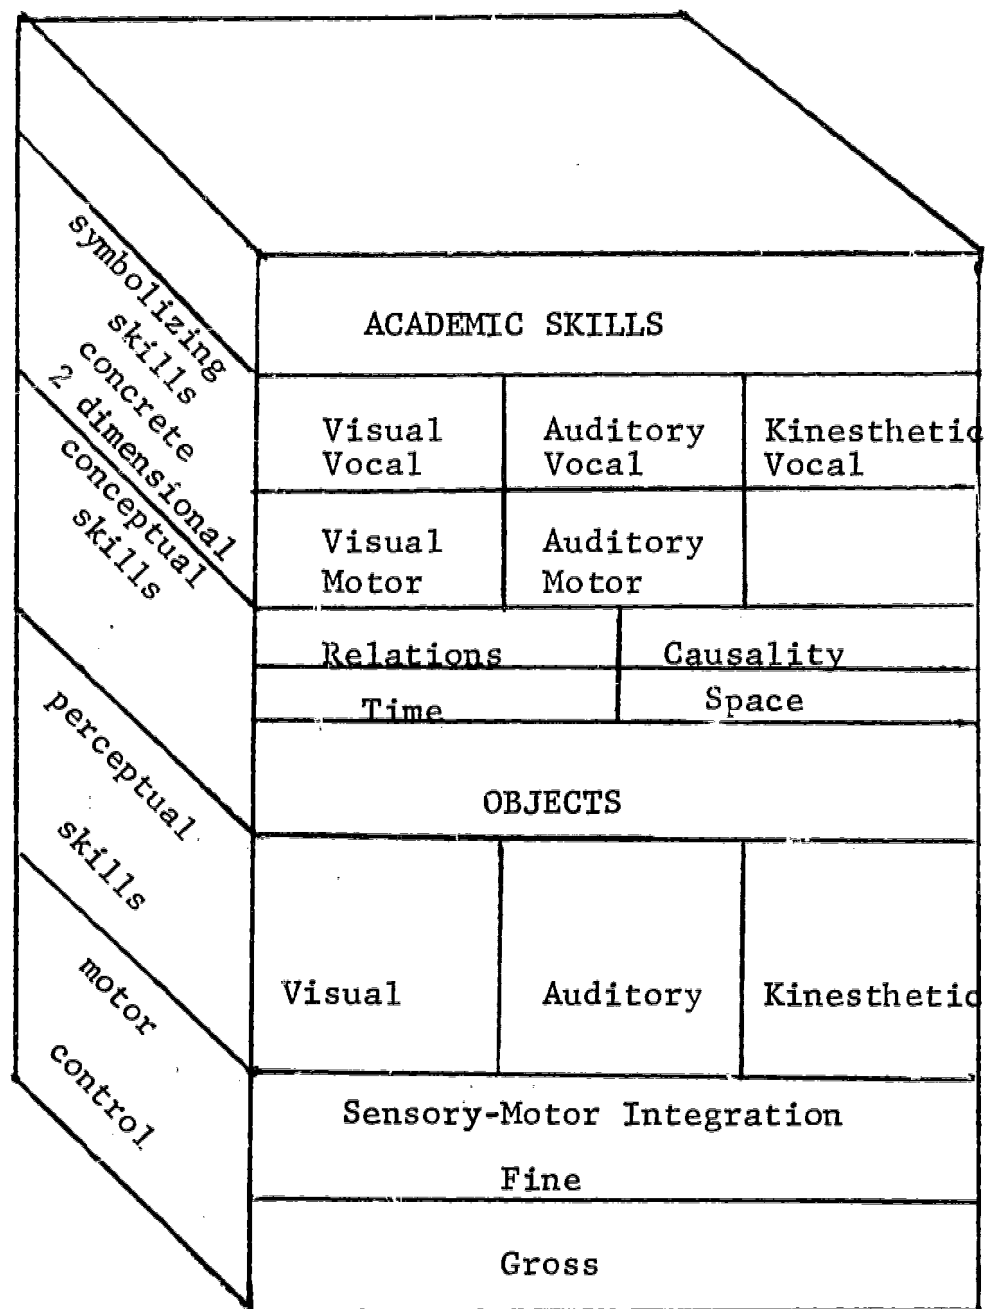 symbolizing
skills
concrete
2 dimensional
conceptual
skills
perceptual
skills
motor
control
ACADEMIC SKILLS
Visual Vocal
Auditory Vocal
Kinesthetic Vocal
Visual Motor
Auditory Motor
Relations
Causality
Time
Space
OBJECTS
Visual
Auditory
Kinesthetic
Sensory-Motor Integration
Fine
Gross